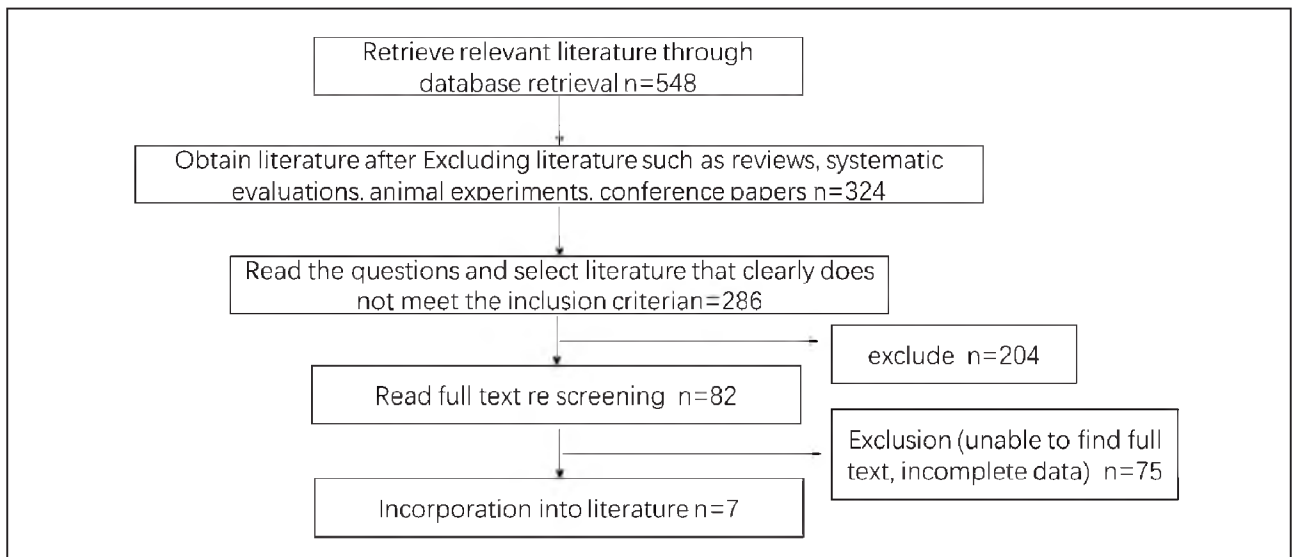 Retrieve relevant literature through
database retrieval n=548
Obtain literature after Excluding literature such as reviews, systematic
evaluations, animal experiments, conference papers n=324
Read the questions and select literature that clearly does
not meet the inclusion criterian=286
exclude n=204
Read full text re screening n=82
Exclusion (unable to find full
text, incomplete data) n=75
Incorporation into literature n=7